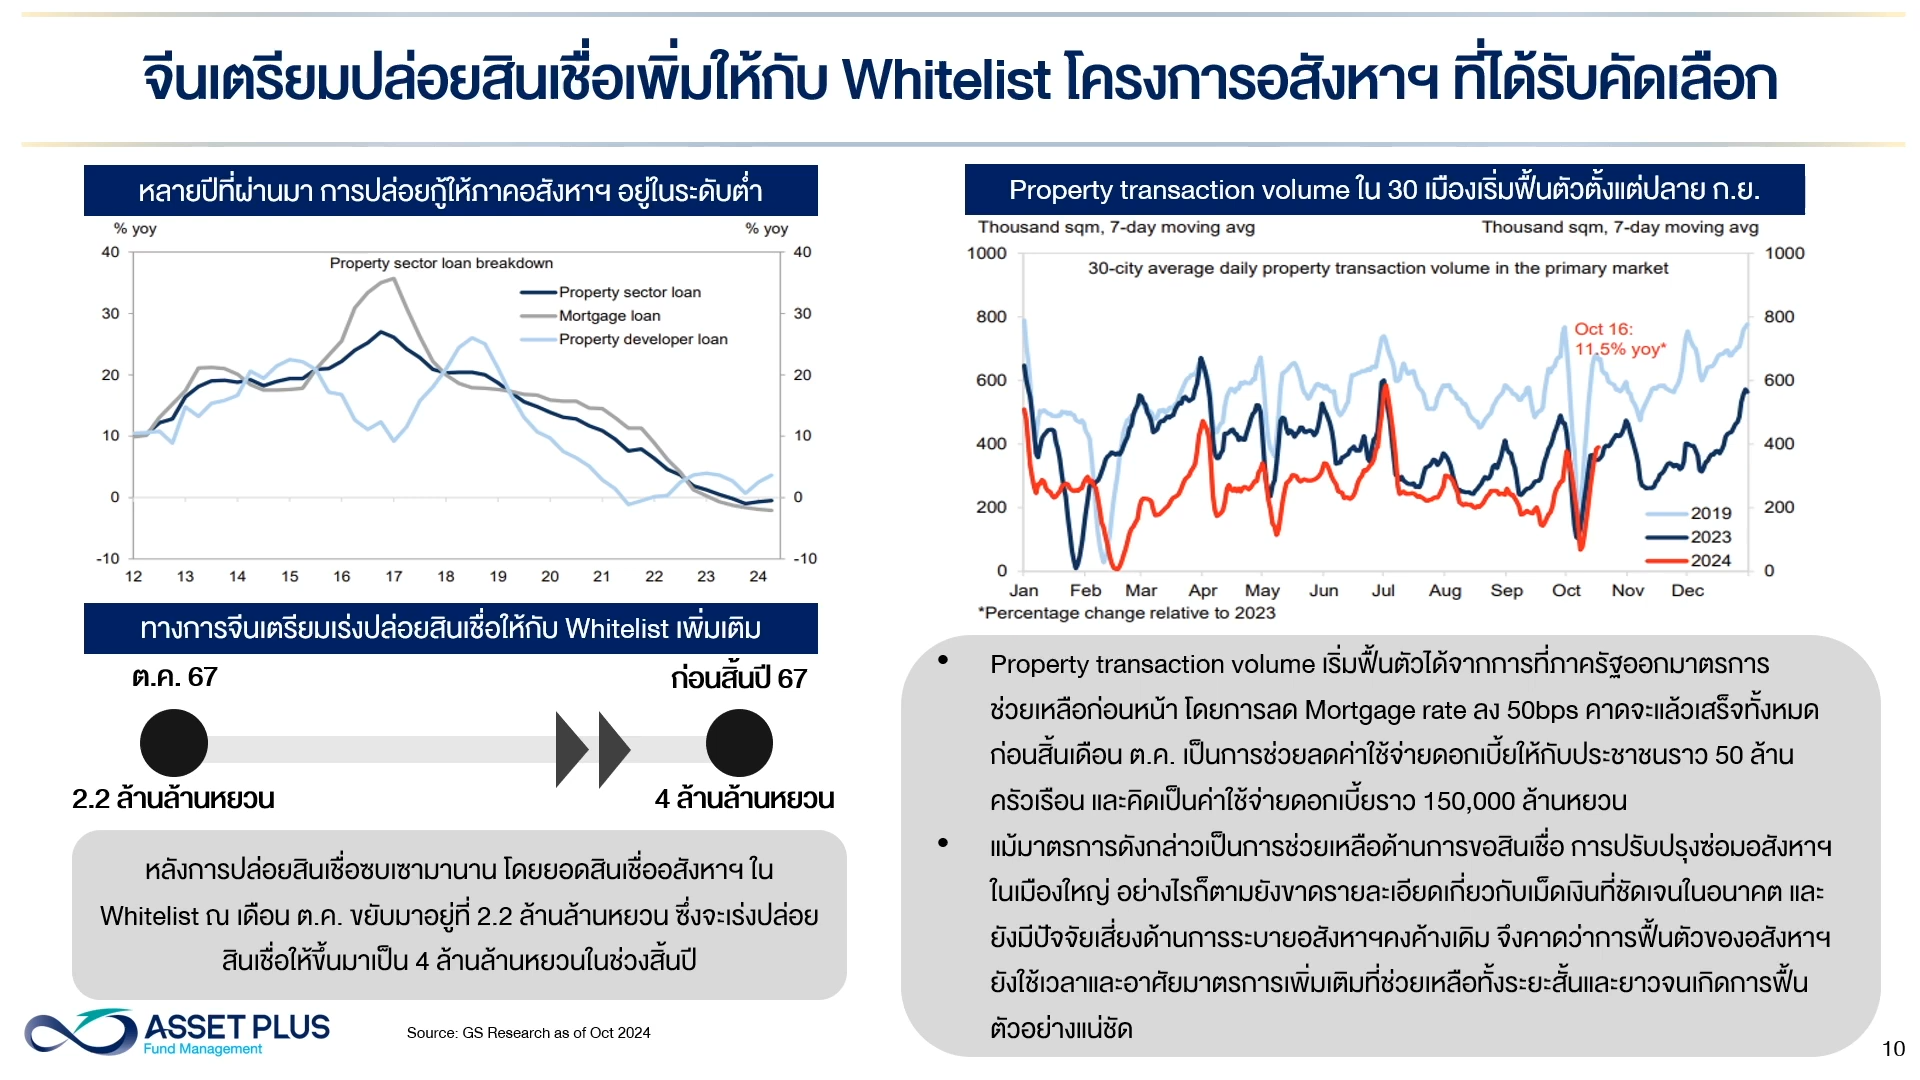 จีนเตรียมปล่อยสินเชื่อเพิ่มให้กับ Whitelist โครงการอสังหาฯ ที่ได้รับคัดเลือก
หลายปีที่ผ่านมา การปล่อยกู้ให้ภาคอสังหาฯ อยู่ในระดับต่ำ
% yoy
% yoy
Property sector loan breakdown
Property sector loan
Mortgage loan
Property developer loan
40
30
20
10
0
-10
40
30
20
10
0
-10
12 13 14 15 16 17 18 19 20 21 22 23 24
ทางการจีนเตรียมเร่งปล่อยสินเชื่อให้กับ Whitelist เพิ่มเติม
ต.ค. 67
ก่อนสิ้นปี 67
2.2 ล้านล้านหยวน
4 ล้านล้านหยวน
หลังการปล่อยสินเชื่อซบเซามานาน โดยยอดสินเชื่ออสังหาฯ ใน
Whitelist ณ เดือน ต.ค. ขยับมาอยู่ที่ 2.2 ล้านล้านหยวน ซึ่งจะเร่งปล่อย
สินเชื่อให้ขึ้นมาเป็น 4 ล้านล้านหยวนในช่วงสิ้นปี
ASSET PLUS
Fund Management
Source: GS Research as of Oct 2024
Property transaction volume ใน 30 เมืองเริ่มฟื้นตัวตั้งแต่ปลาย ก.ย.
Thousand sqm, 7-day moving avg
Thousand sqm, 7-day moving avg
30-city average daily property transaction volume in the primary market
Oct 16:
11.5% yoy*
1000
800
600
400
200
0
1000
800
600
400
200
0
2019
2023
2024
Jan Feb Mar Apr May Jun Jul Aug Sep Oct Nov Dec
*Percentage change relative to 2023
• Property transaction volume เริ่มฟื้นตัวได้จากการที่ภาครัฐออกมาตรการ
ช่วยเหลือก่อนหน้า โดยการลด Mortgage rate ลง 50bps คาดจะแล้วเสร็จทั้งหมด
ก่อนสิ้นเดือน ต.ค. เป็นการช่วยลดค่าใช้จ่ายดอกเบี้ยให้กับประชาชนราว 50 ล้าน
ครัวเรือน และคิดเป็นค่าใช้จ่ายดอกเบี้ยราว 150,000 ล้านหยวน
• แม้มาตรการดังกล่าวเป็นการช่วยเหลือด้านการขอสินเชื่อ การปรับปรุงซ่อมอสังหาฯ
ในเมืองใหญ่ อย่างไรก็ตามยังขาดรายละเอียดเกี่ยวกับเม็ดเงินที่ชัดเจนในอนาคต และ
ยังมีปัจจัยเสี่ยงด้านการระบายอสังหาฯคงค้างเดิม จึงคาดว่าการฟื้นตัวของอสังหาฯ
ยังใช้เวลาและอาศัยมาตรการเพิ่มเติมที่ช่วยเหลือทั้งระยะสั้นและยาวจนเกิดการฟื้น
ตัวอย่างแน่ชัด
10